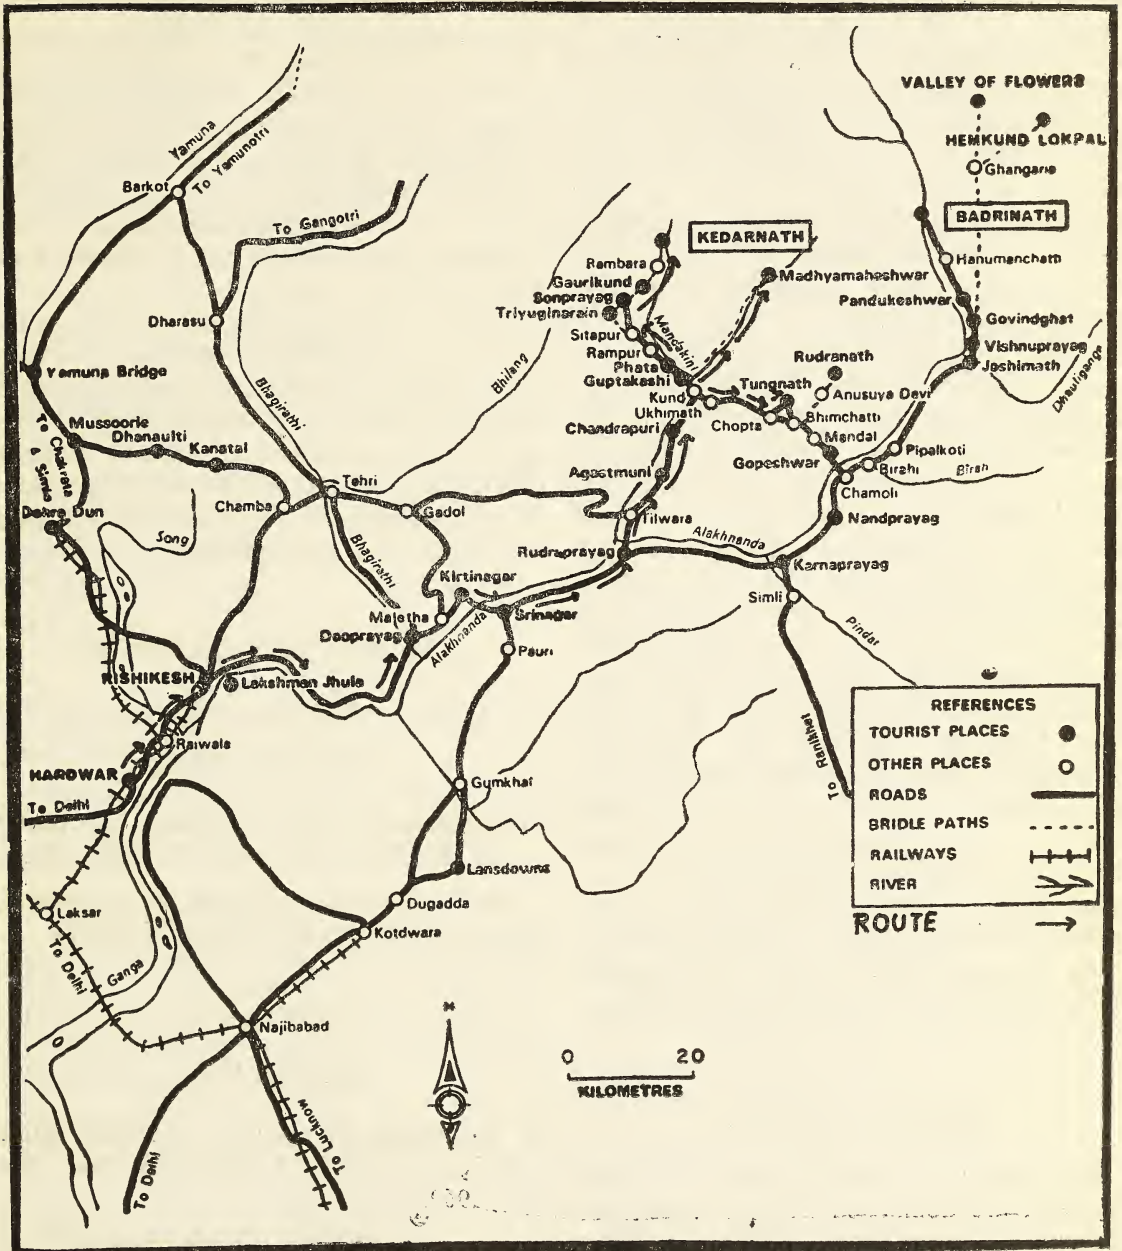 VALLEY OF FLOWERS
HEMKUND LOKPAL
Ghangaria
BADRINATH
Hanumanchatti
Pandukeshwar
Govindghat
Vishnuprayag
Joshimath
Dhauliganga
Yamuna
To Yamunotri
Barkot
To Gangotri
Dharasu
Yamuna Bridge
Bhagirathi
Bhilang
KEDARNATH
Rambara
Gaurikund
Sonprayag
Triyuginarain
Madhyamaheshwar
Sitapur
Rampur
Phata
Guptakashi
Mandakini
Kund
Ukhimath
Rudranath
Tungnath
Anusuya Devi
Bhimchatti
Chopta
Mandal
Gopeshwar
Pipalkoti
Birahi
Birah
Chamoli
Chandrapuri
Agastmuni
Tilwara
Nandprayag
Alakhnanda
Rudraprayag
Karnaprayag
Simli
Pindar
To Ranikhet
Mussoorie
Dhanaulti
Kanatal
To Chakrata
& Simla
Dehra Dun
Song
Chamba
Tehri
Gadol
Bhagirathi
Kirtinagar
Maletha
Deoprayag
Alakhnanda
Srinagar
Pauri
RISHIKESH
Lakshman Jhula
Raiwala
HARDWAR
To Delhi
Gumkhal
Lansdowne
Dugadda
Kotdwara
Laksar
To Delhi
Ganga
Najibabad
To Delhi
To Lucknow
REFERENCES
TOURIST PLACES
OTHER PLACES
ROADS
BRIDLE PATHS
RAILWAYS
RIVER
ROUTE
0 20
KILOMETRES